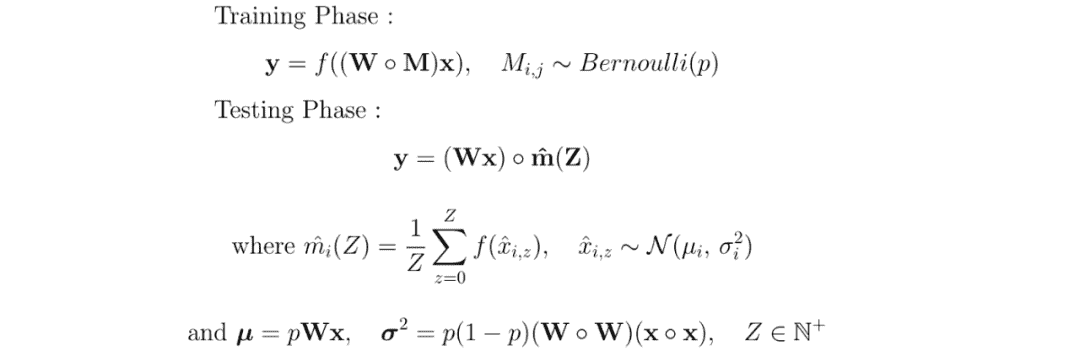 Training Phase :
y = f((W ∘ M)x), M_{i,j} ∼ Bernoulli(p)
Testing Phase :
y = (Wx) ∘ m̂(Z)
where m̂_i(Z) = \frac{1}{Z} \sum_{z=0}^{Z} f(x̂_{i,z}), x̂_{i,z} ∼ 𝒩(μ_i, σ_i^2)
and μ = pWx, σ^2 = p(1 − p)(W ∘ W)(x ∘ x), Z ∈ ℕ^+